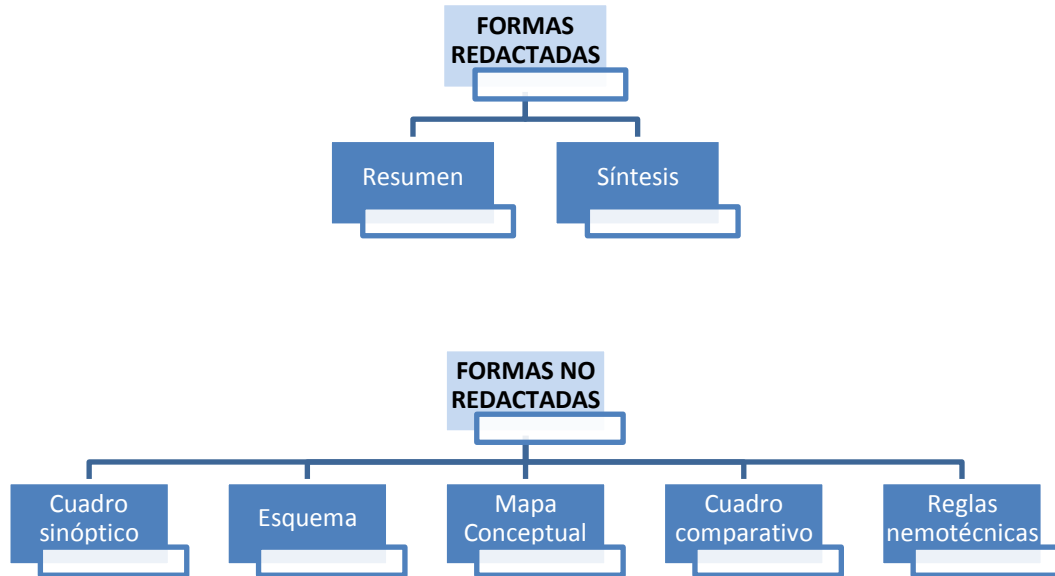 FORMAS
REDACTADAS
Resumen
Síntesis
FORMAS NO
REDACTADAS
Cuadro
sinóptico
Esquema
Mapa
Conceptual
Cuadro
comparativo
Reglas
nemotécnicas